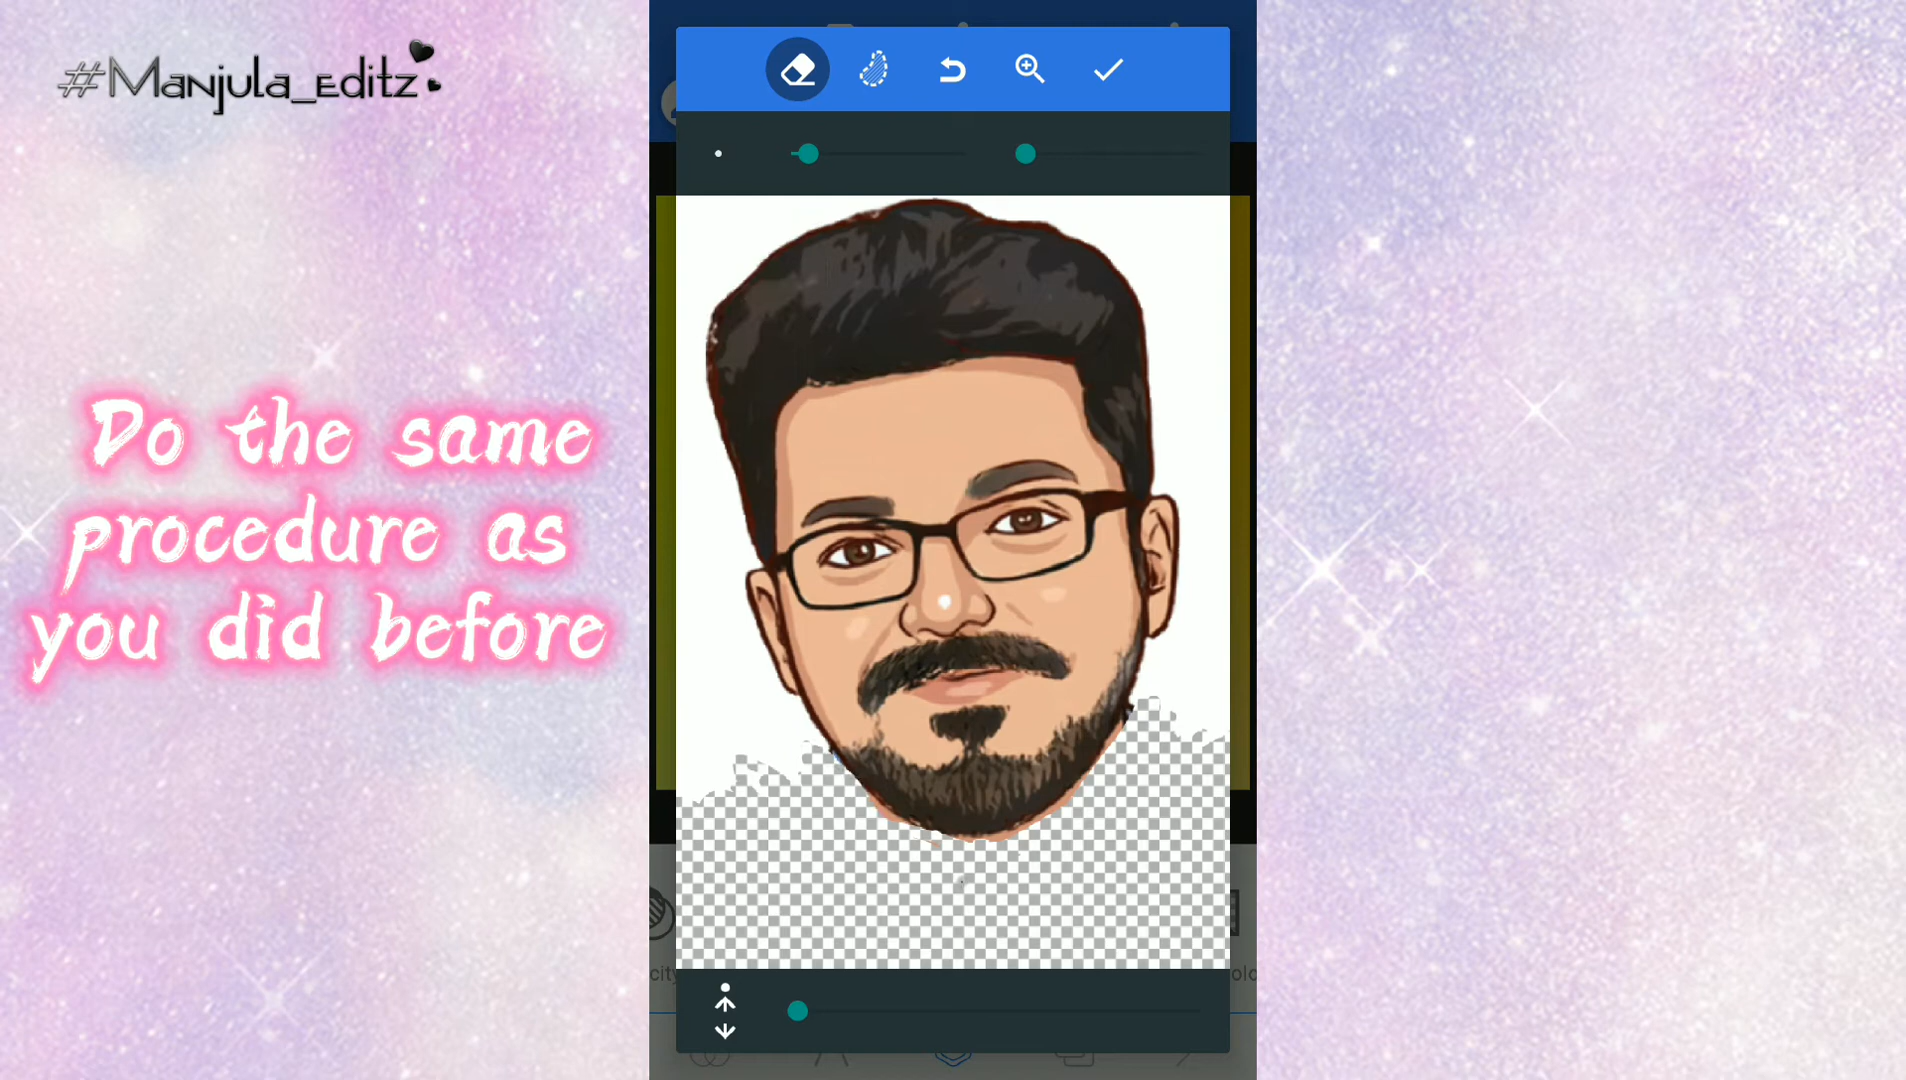 #Manjula_editz
Do the same
procedure as
you did before